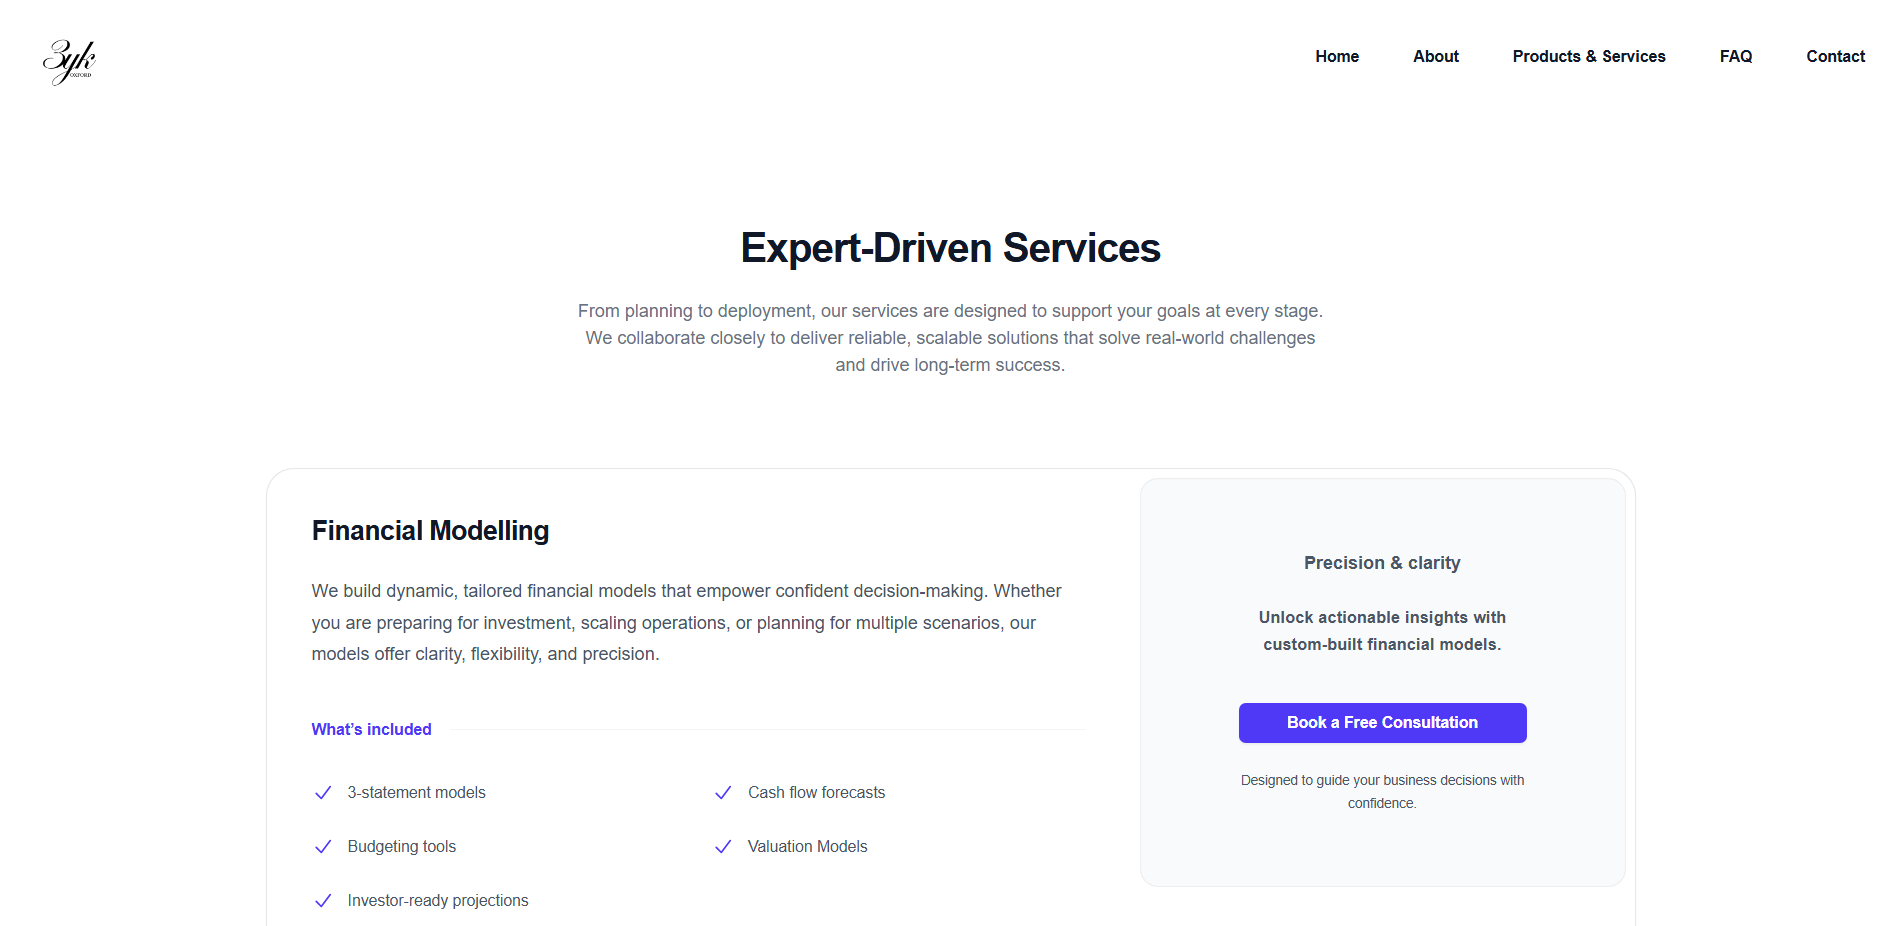 3yk
OXFORD
Home About Products & Services FAQ Contact
Expert-Driven Services
From planning to deployment, our services are designed to support your goals at every stage.
We collaborate closely to deliver reliable, scalable solutions that solve real-world challenges
and drive long-term success.
Financial Modelling
We build dynamic, tailored financial models that empower confident decision-making. Whether
you are preparing for investment, scaling operations, or planning for multiple scenarios, our
models offer clarity, flexibility, and precision.
What’s included
3-statement models
Cash flow forecasts
Budgeting tools
Valuation Models
Investor-ready projections
Precision & clarity
Unlock actionable insights with
custom-built financial models.
Book a Free Consultation
Designed to guide your business decisions with
confidence.